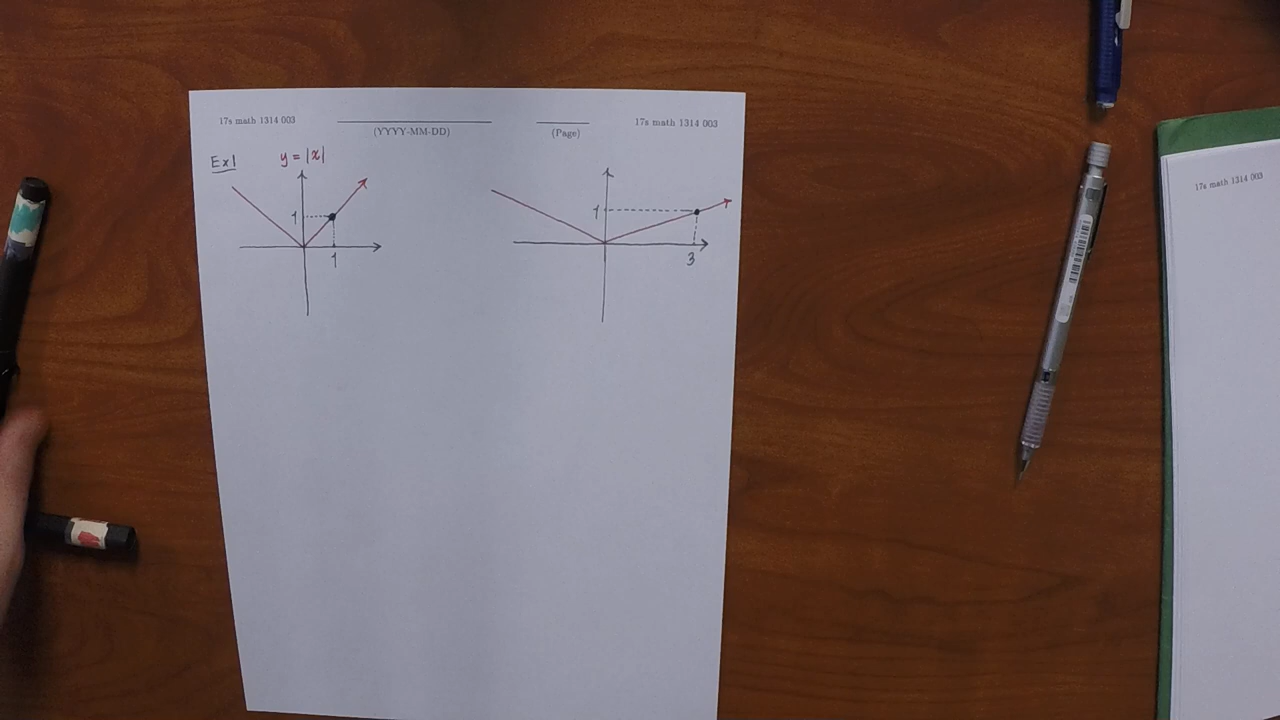 17s math 1314 003
(YYYY-MM-DD)
(Page)
17s math 1314 003
Ex1
y = |x|
1
1
1
3
17s math 1314 003